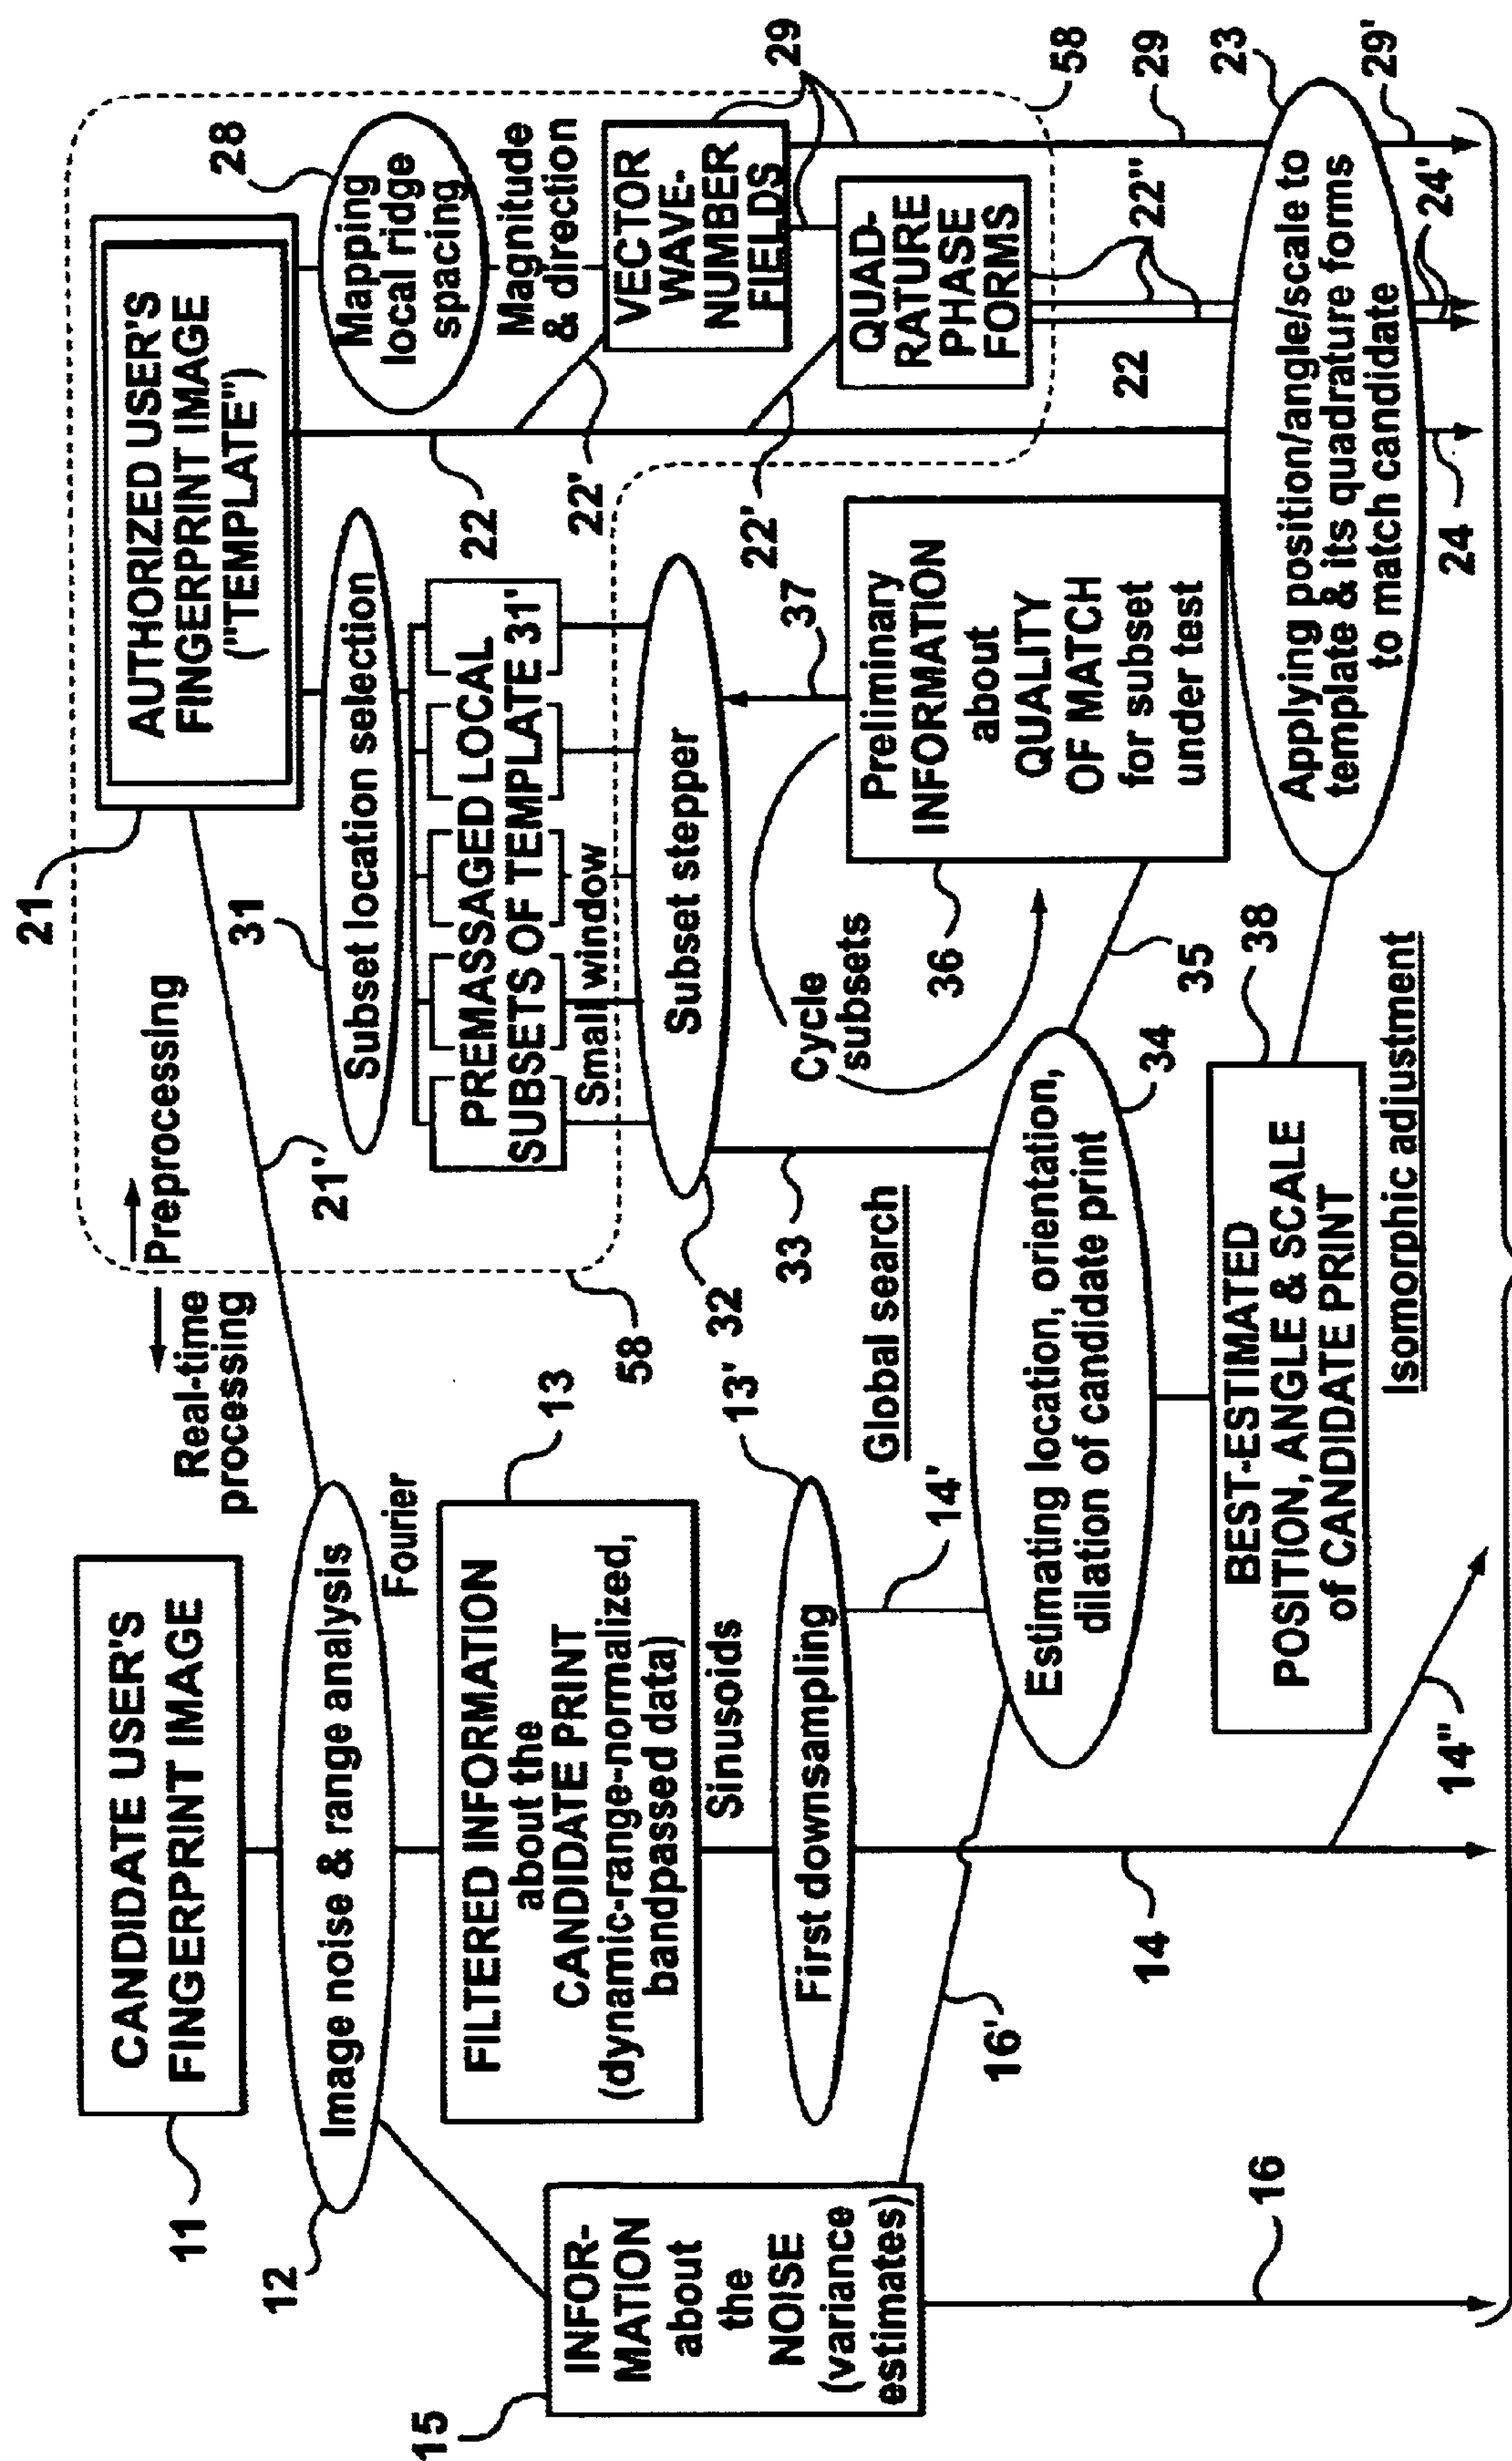 11
CANDIDATE USER'S
FINGERPRINT IMAGE
12
Image noise & range analysis
Fourier
15
INFOR-
MATION
about
the
NOISE
(variance
estimates)
16
16'
13
FILTERED INFORMATION
about the
CANDIDATE PRINT
(dynamic-range-normalized,
bandpassed data)
Sinusoids
13'
First downsampling
14'
14
14"
Real-time
processing
Preprocessing
58
21
AUTHORIZED USER'S
FINGERPRINT IMAGE
("TEMPLATE")
21'
31
Subset location selection
PREMASSAGED LOCAL
SUBSETS OF TEMPLATE 31'
Small window
Subset stepper
32
33
Global search
Cycle
subsets
37
Preliminary
INFORMATION
about
QUALITY
OF MATCH
for subset
under test
36
35
34
Estimating location, orientation,
dilation of candidate print
38
BEST-ESTIMATED
POSITION, ANGLE & SCALE
of CANDIDATE PRINT
Isomorphic adjustment
28
Mapping
local ridge
spacing
Magnitude
& direction
VECTOR
WAVE-
NUMBER
FIELDS
29
22
22'
22'
QUAD-
RATURE
PHASE
FORMS
58
22"
22
29
23
Applying position/angle/scale to
template & its quadrature forms
to match candidate
24
24'
29'